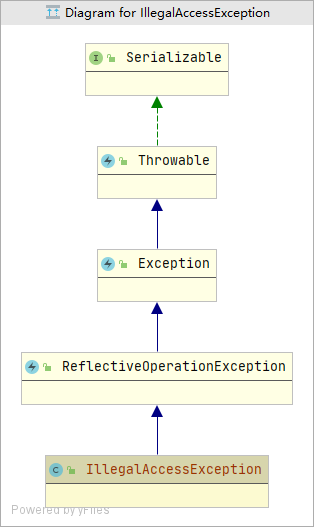 Diagram for IllegalAccessException
I Serializable
Throwable
Exception
ReflectiveOperationException
C IllegalAccessException
Powered by yFiles